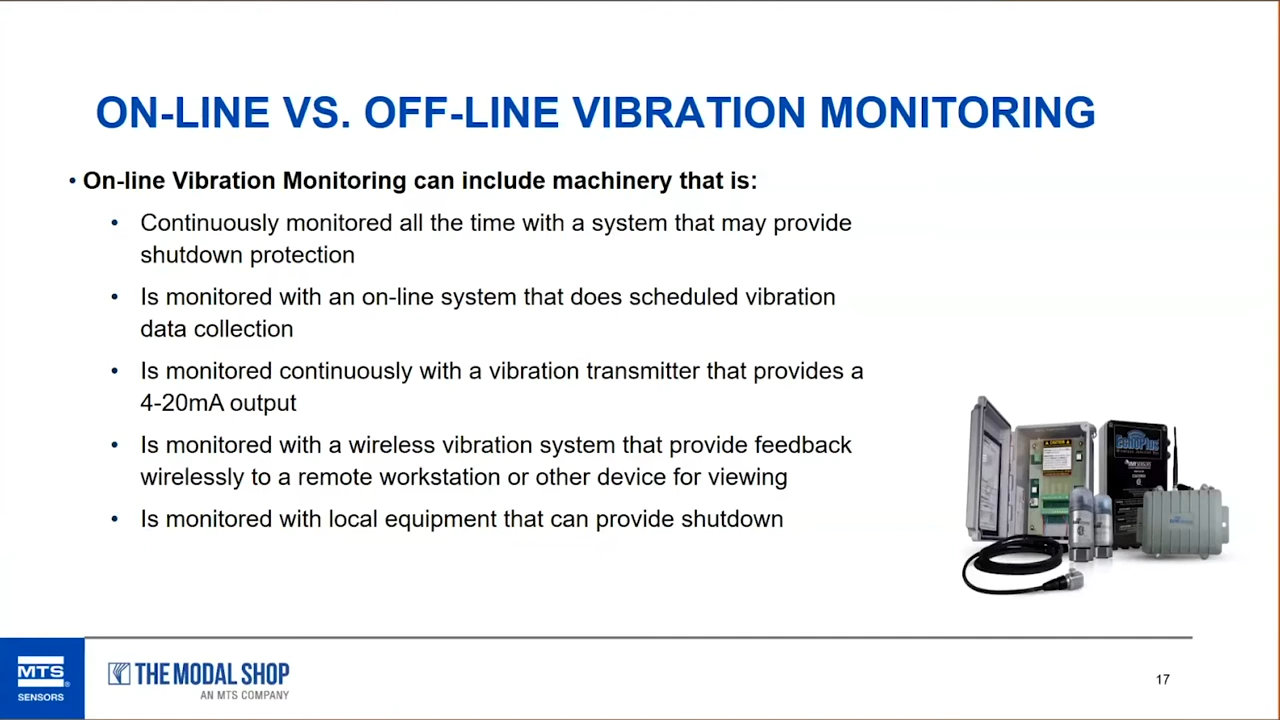 ON-LINE VS. OFF-LINE VIBRATION MONITORING
• On-line Vibration Monitoring can include machinery that is:
• Continuously monitored all the time with a system that may provide
shutdown protection
• Is monitored with an on-line system that does scheduled vibration
data collection
• Is monitored continuously with a vibration transmitter that provides a
4-20mA output
• Is monitored with a wireless vibration system that provide feedback
wirelessly to a remote workstation or other device for viewing
• Is monitored with local equipment that can provide shutdown
CAUTION
EchoPlus
MTS
SENSORS
THE MODAL SHOP
AN MTS COMPANY
17